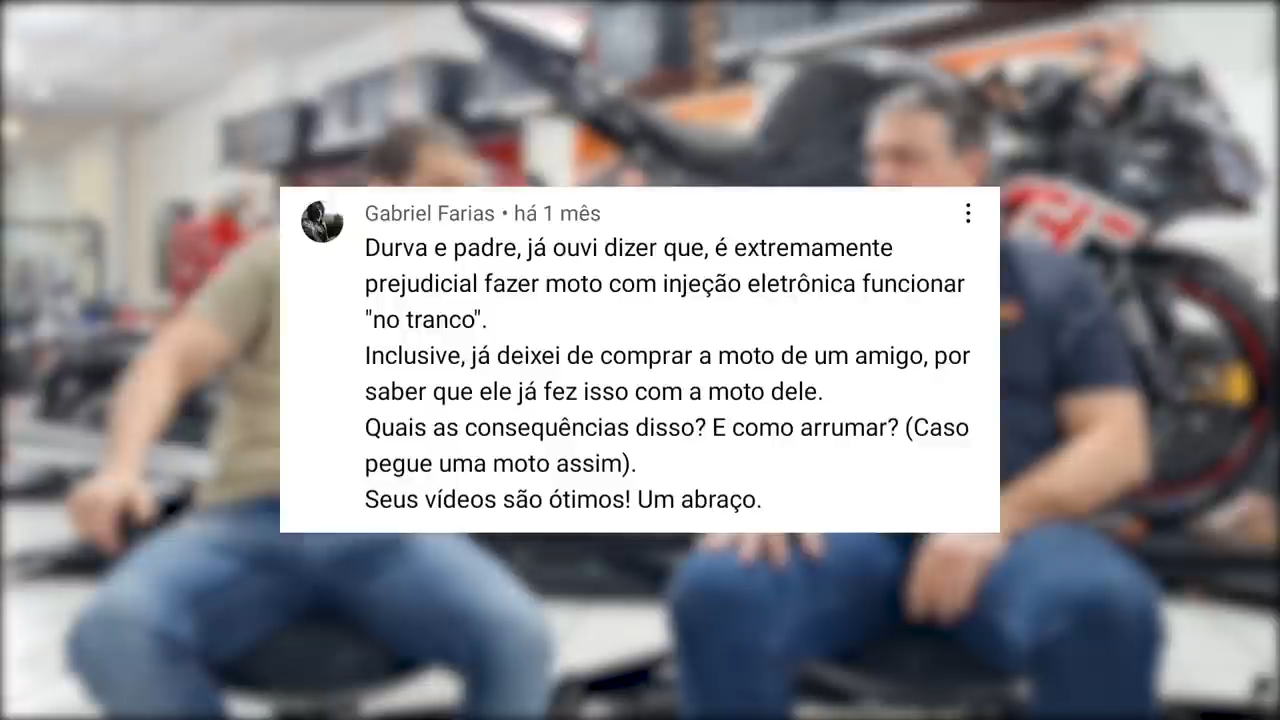 Gabriel Farias • há 1 mês
Durva e padre, já ouvi dizer que, é extremamente
prejudicial fazer moto com injeção eletrônica funcionar
"no tranco".
Inclusive, já deixei de comprar a moto de um amigo, por
saber que ele já fez isso com a moto dele.
Quais as consequências disso? E como arrumar? (Caso
pegue uma moto assim).
Seus vídeos são ótimos! Um abraço.